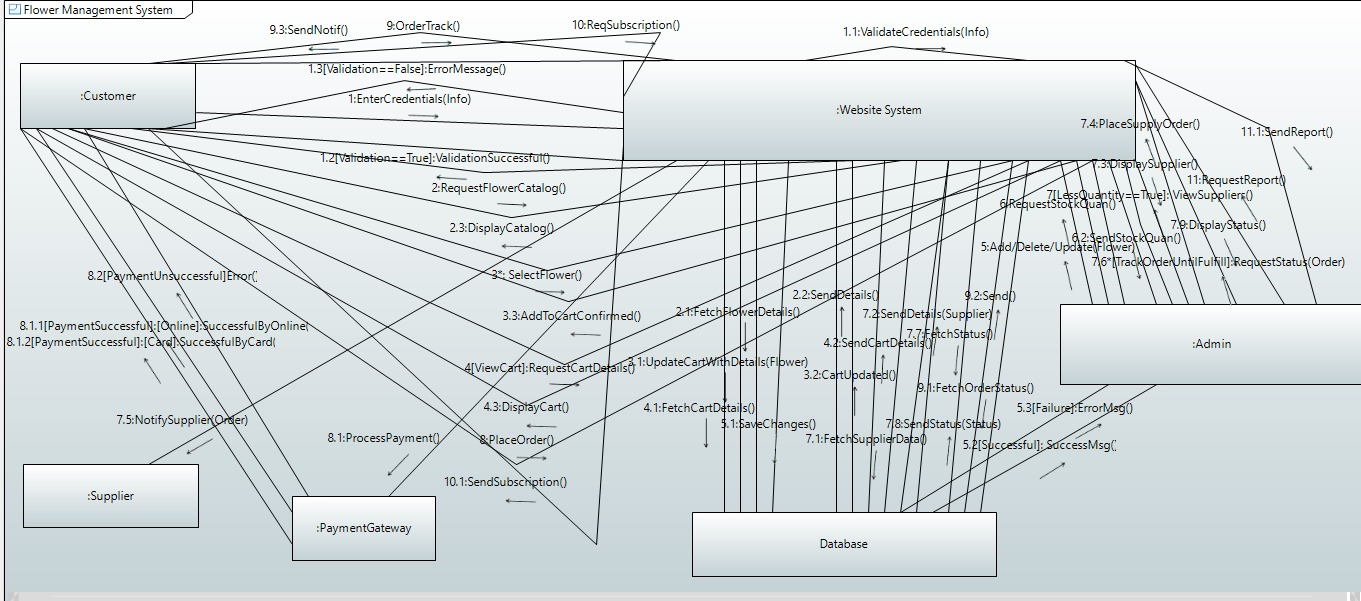 Flower Management System
9.3:SendNotif()
9:OrderTrack()
10:ReqSubscription()
1.1:ValidateCredentials(Info)
1.3[Validation==False]:ErrorMessage()
:Customer
1:EnterCredentials(Info)
:Website System
7.4:PlaceSupplyOrder()
11.1:SendReport()
1.2[Validation==True]:ValidationSuccessful()
7.3:DisplaySupplier()
2:RequestFlowerCatalog()
11:RequestReport()
7[LessQuantity==True]: ViewSuppliers()
6:RequestStockQuan()
2.3:DisplayCatalog()
7.9:DisplayStatus()
6.2:SendStockQuan()
5:Add/Delete/Update(Flower)
7.6*[TrackOrderUntilFulfill]:RequestStatus(Order)
8.2[PaymentUnsuccessful]Error()
3*: SelectFlower()
2.2:SendDetails()
9.2:Send()
3.3:AddToCartConfirmed()
2.1:FetchFlowerDetails()
7.2:SendDetails(Supplier)
8.1.1[PaymentSuccessful]:[Online]:SuccessfulByOnline(
7.7:FetchStatus()
8.1.2[PaymentSuccessful]:[Card]:SuccessfulByCard(
4.2:SendCartDetails()
:Admin
4[ViewCart]:RequestCartDetails()
3.1:UpdateCartWithDetails(Flower)
3.2:CartUpdated()
9.1:FetchOrderStatus()
4.3:DisplayCart()
4.1:FetchCartDetails()
5.3[Failure]:ErrorMsg()
7.5:NotifySupplier(Order)
5.1:SaveChanges()
7.8:SendStatus(Status)
8.1:ProcessPayment()
8:PlaceOrder()
7.1:FetchSupplierData()
5.2[Successful]: SuccessMsg(
10.1:SendSubscription()
:Supplier
:PaymentGateway
Database